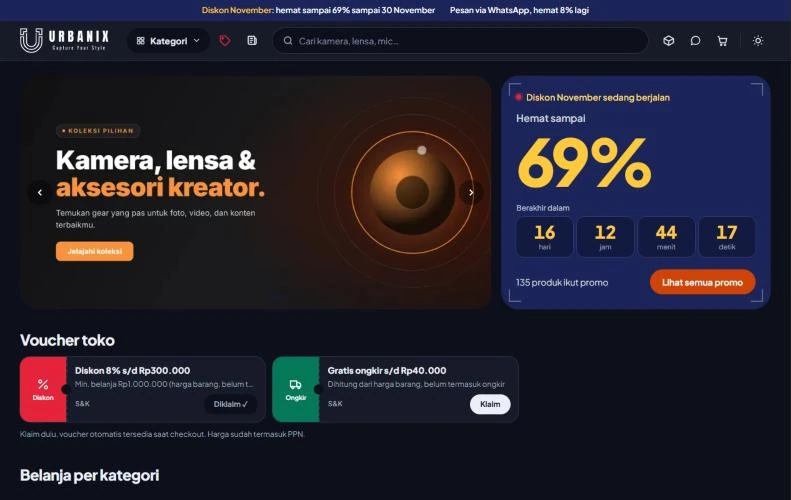 Diskon November: hemat sampai 69% sampai 30 November
Pesan via WhatsApp, hemat 8% lagi
URBANIX
Capture Your Style
Kategori
Cari kamera, lensa, mic...
KOLEKSI PILIHAN
Kamera, lensa &
aksesori kreator.
Temukan gear yang pas untuk foto, video, dan konten
terbaikmu.
Jelajahi koleksi
Diskon November sedang berjalan
Hemat sampai
69%
Berakhir dalam
16 12 44 17
hari jam menit detik
135 produk ikut promo
Lihat semua promo
Voucher toko
Diskon
Diskon 8% s/d Rp300.000
Min. belanja Rp1.000.000 (harga barang, belum t...
S&K
Diklaim ✓
Ongkir
Gratis ongkir s/d Rp40.000
Dihitung dari harga barang, belum termasuk ongkir
S&K
Klaim
Klaim dulu, voucher otomatis tersedia saat checkout. Harga sudah termasuk PPN.
Belanja per kategori